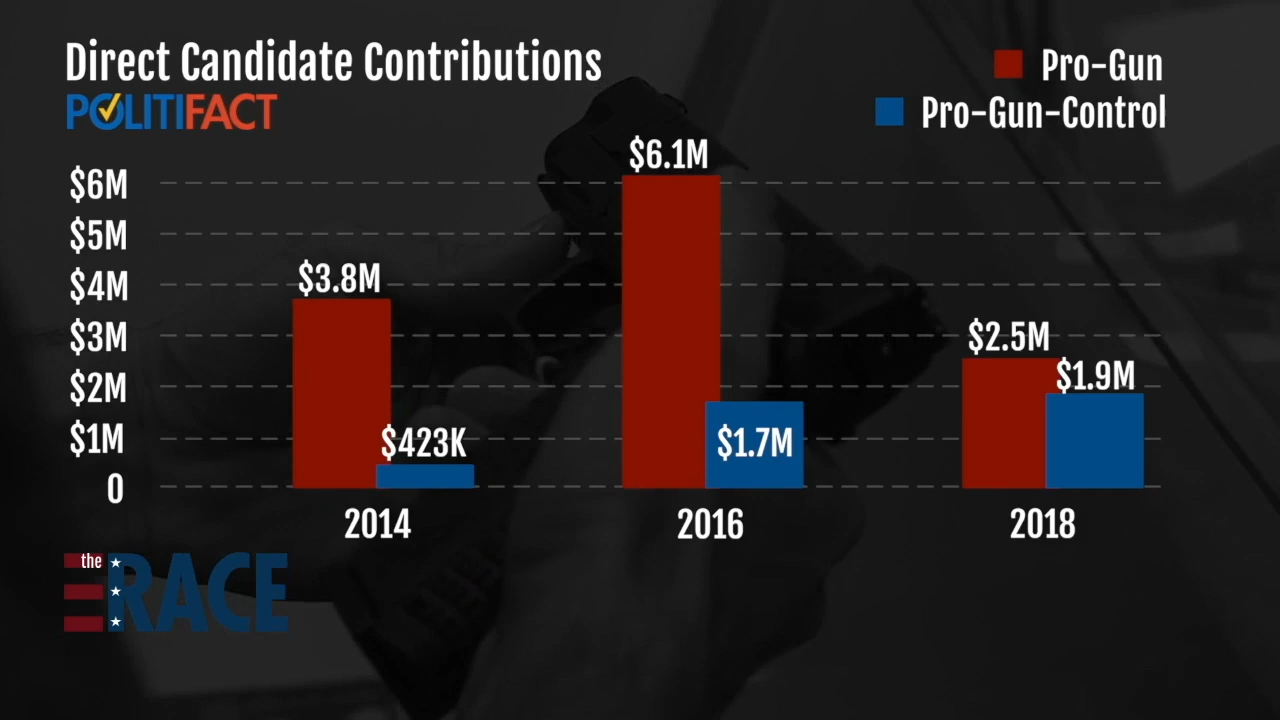 Direct Candidate Contributions
POLITIFACT
Pro-Gun
Pro-Gun-Control
$6M
$5M
$4M
$3M
$2M
$1M
0
$3.8M
$423K
$6.1M
$1.7M
$2.5M
$1.9M
2014
2016
2018
the
RACE